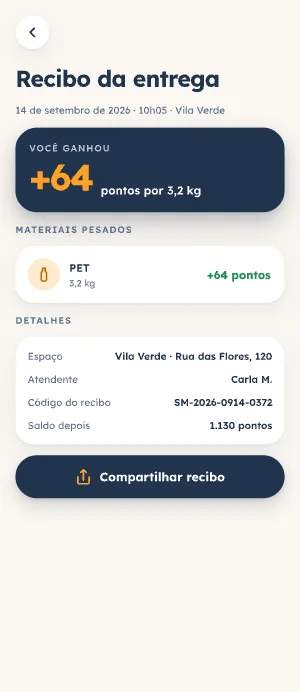 Recibo da entrega
14 de setembro de 2026 · 10h05 · Vila Verde
VOCÊ GANHOU
+64 pontos por 3,2 kg
MATERIAIS PESADOS
PET
3,2 kg
+64 pontos
DETALHES
Espaço Vila Verde · Rua das Flores, 120
Atendente Carla M.
Código do recibo SM-2026-0914-0372
Saldo depois 1.130 pontos
Compartilhar recibo